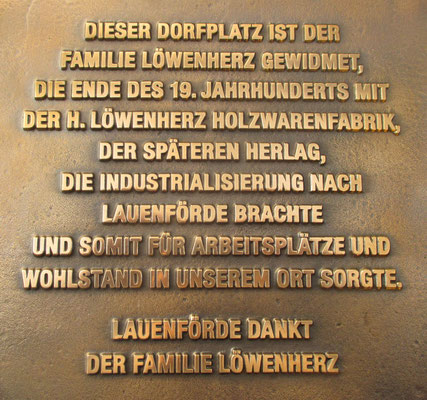 DIESER DORFPLATZ IST DER
FAMILIE LÖWENHERZ GEWIDMET,
DIE ENDE DES 19. JAHRHUNDERTS MIT
DER H. LÖWENHERZ HOLZWARENFABRIK,
DER SPÄTEREN HERLAG,
DIE INDUSTRIALISIERUNG NACH
LAUENFÖRDE BRACHTE
UND SOMIT FÜR ARBEITSPLÄTZE UND
WOHLSTAND IN UNSEREM ORT SORGTE.
LAUENFÖRDE DANKT
DER FAMILIE LÖWENHERZ